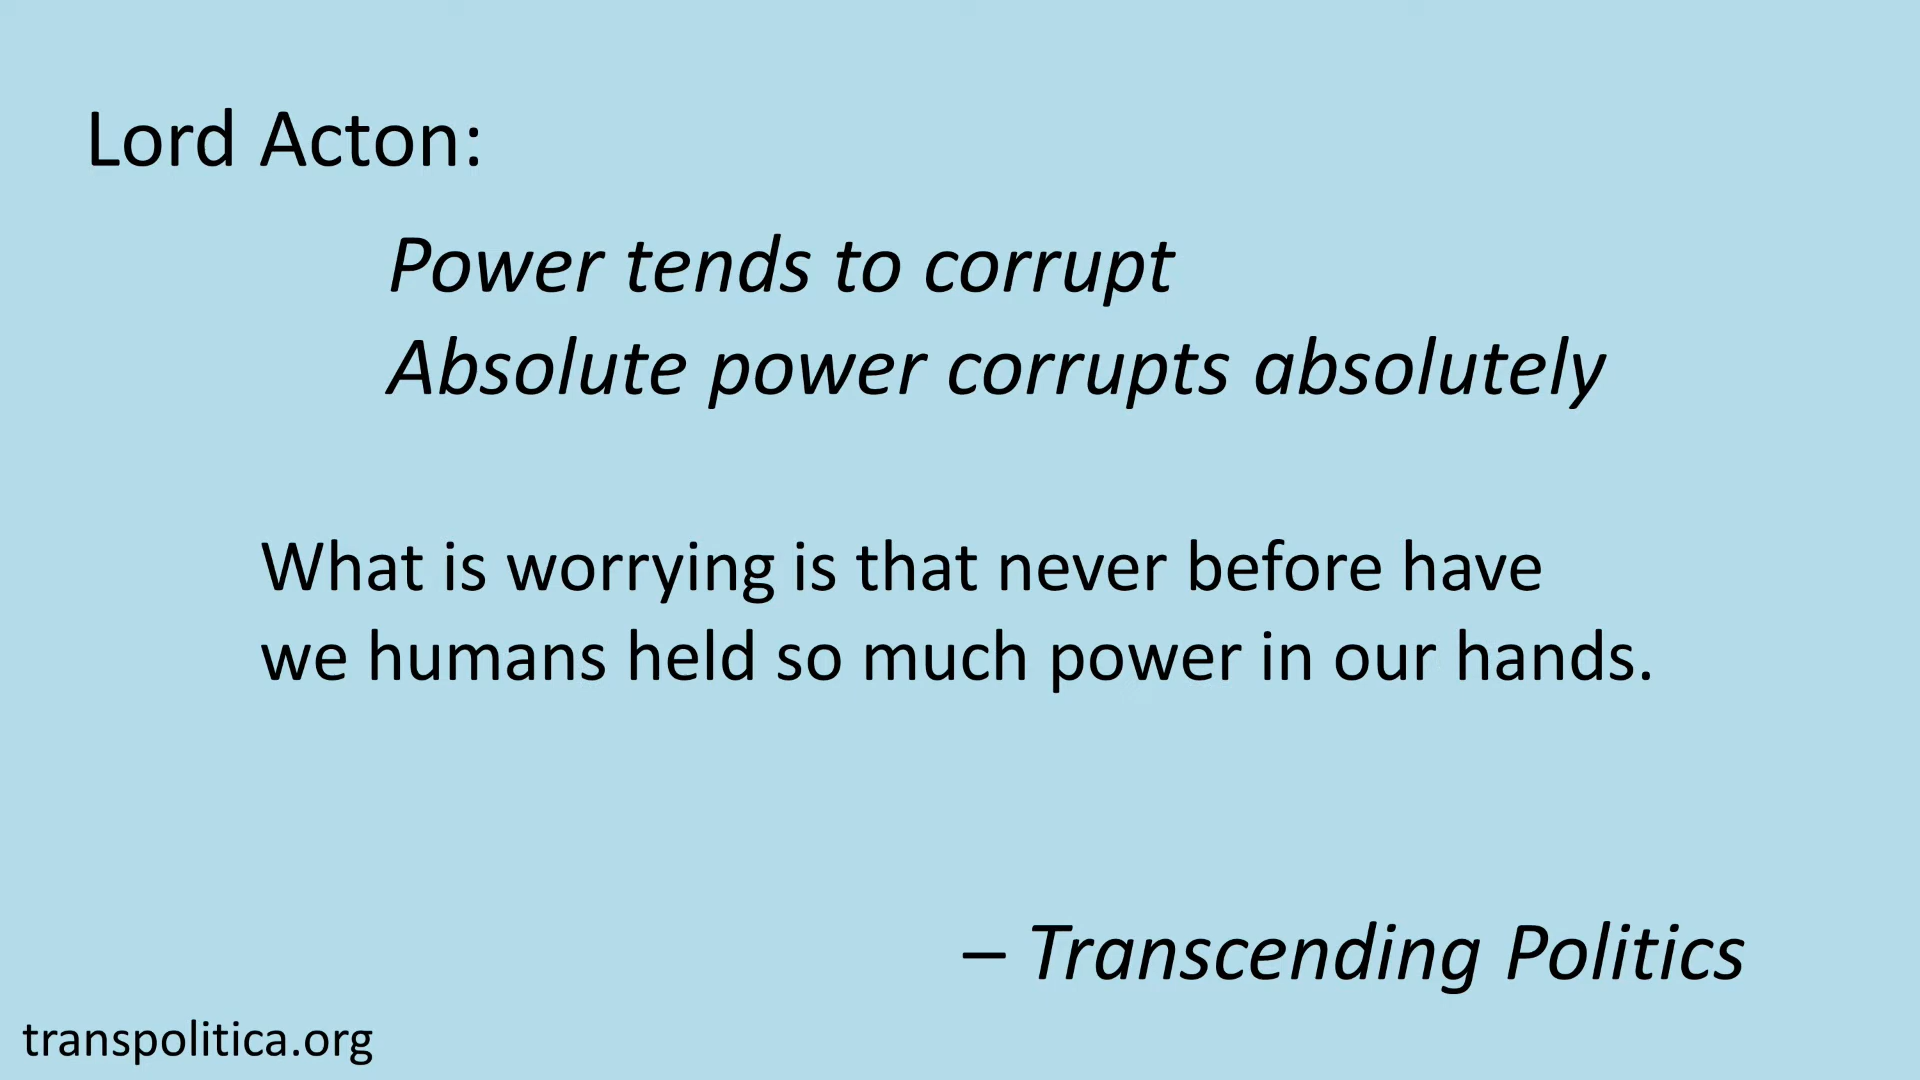 Lord Acton:
Power tends to corrupt
Absolute power corrupts absolutely
What is worrying is that never before have
we humans held so much power in our hands.
– Transcending Politics
transpolitica.org